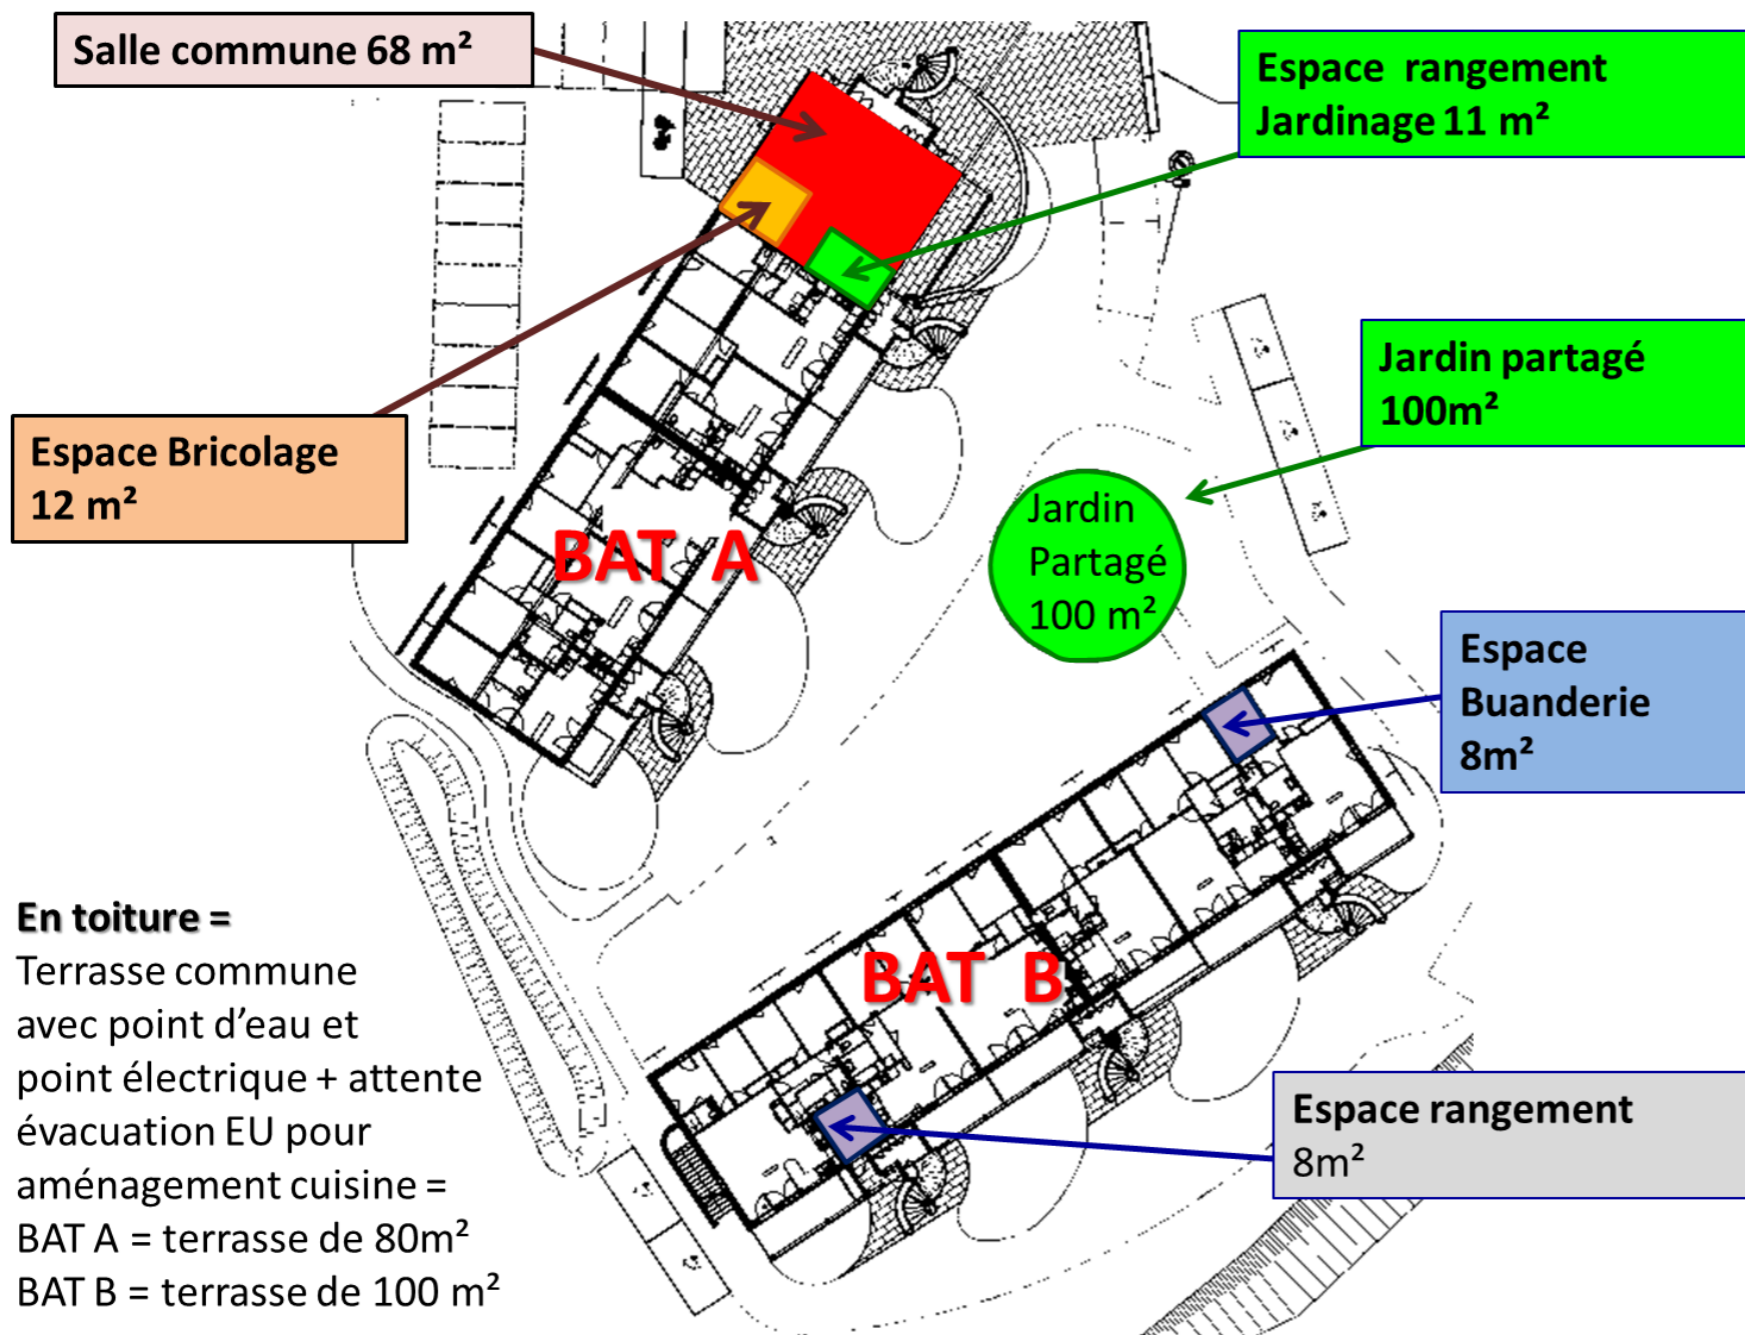 Salle commune 68 m²
Espace rangement
Jardinage 11 m²
Jardin partagé
100m²
Espace Bricolage
12 m²
Jardin
Partagé
100 m²
BAT A
Espace
Buanderie
8m²
BAT B
Espace rangement
8m²
En toiture =
Terrasse commune
avec point d’eau et
point électrique + attente
évacuation EU pour
aménagement cuisine =
BAT A = terrasse de 80m²
BAT B = terrasse de 100 m²